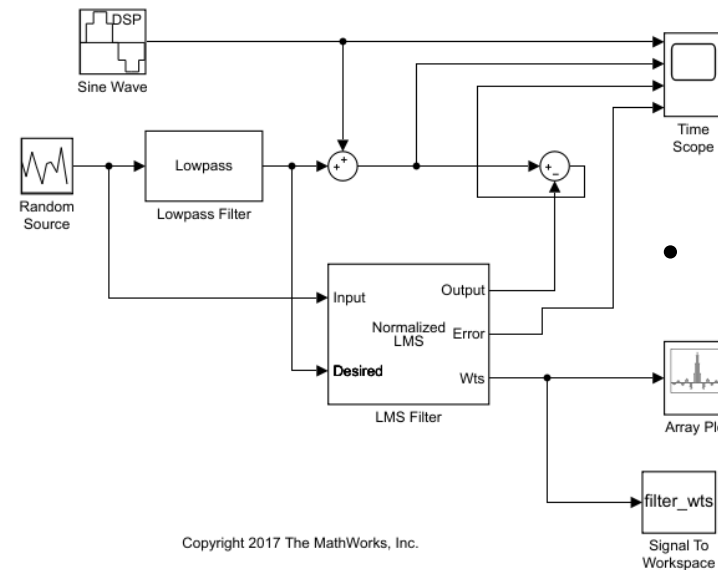 DSP
Sine Wave
Time
Scope
Random
Source
Lowpass
Lowpass Filter
+
+
+
-
Input
Output
Normalized
LMS
Error
Desired
Wts
LMS Filter
Array Pl
filter_wts
Signal To
Workspace
Copyright 2017 The MathWorks, Inc.